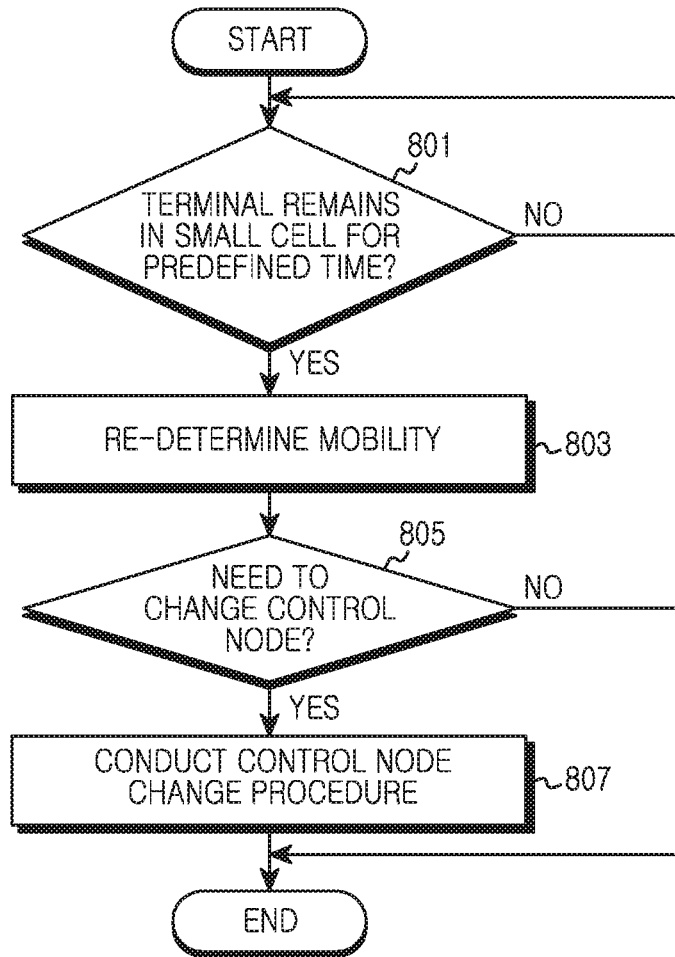 START
801
TERMINAL REMAINS
IN SMALL CELL FOR
PREDEFINED TIME?
NO
YES
RE-DETERMINE MOBILITY
803
805
NEED TO
CHANGE CONTROL
NODE?
NO
YES
CONDUCT CONTROL NODE
CHANGE PROCEDURE
807
END